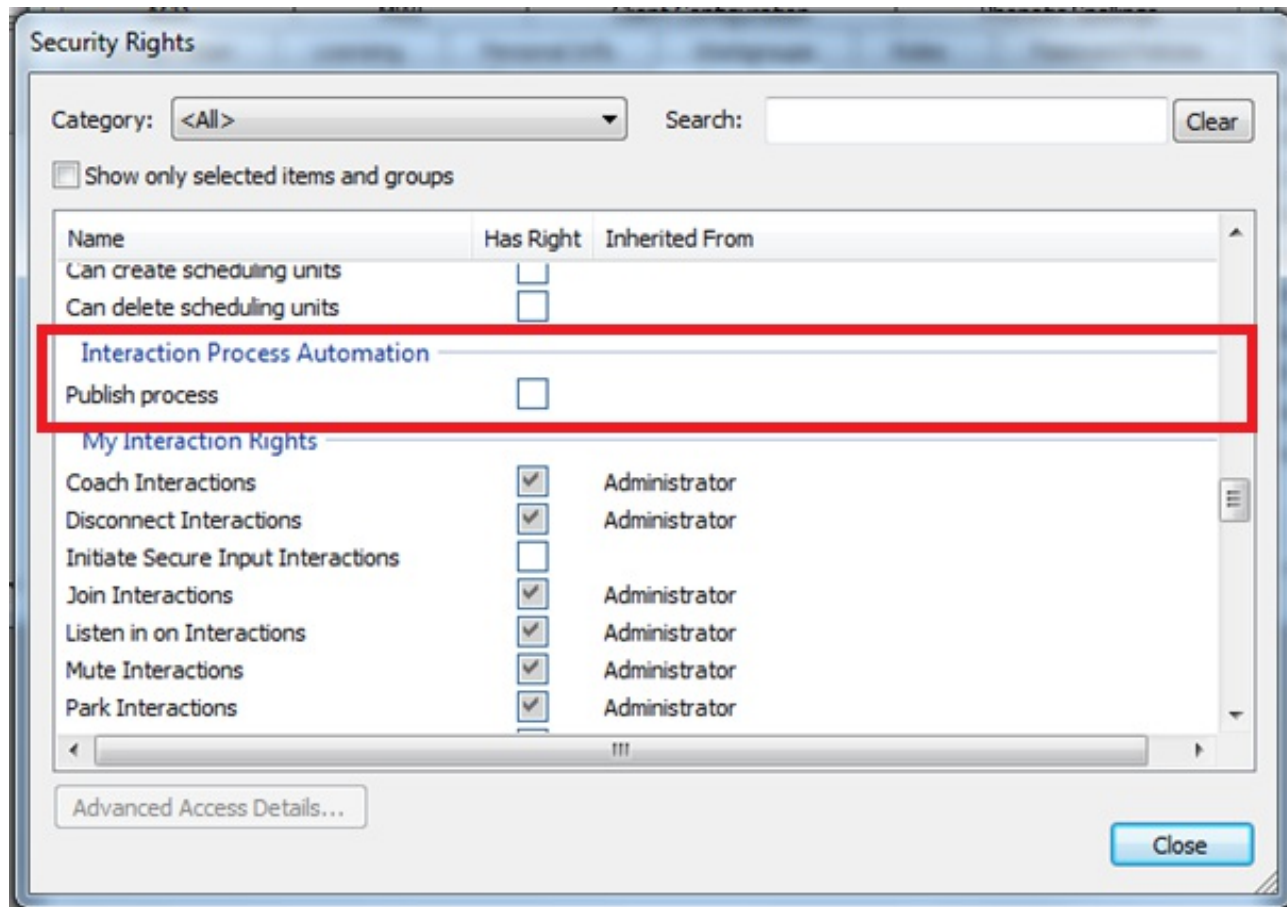 Security Rights
Category: <All> Search: Clear
Show only selected items and groups
Name Has Right Inherited From
Can create scheduling units
Can delete scheduling units
Interaction Process Automation
Publish process
My Interaction Rights
Coach Interactions Administrator
Disconnect Interactions Administrator
Initiate Secure Input Interactions
Join Interactions Administrator
Listen in on Interactions Administrator
Mute Interactions Administrator
Park Interactions Administrator
Advanced Access Details...
Close